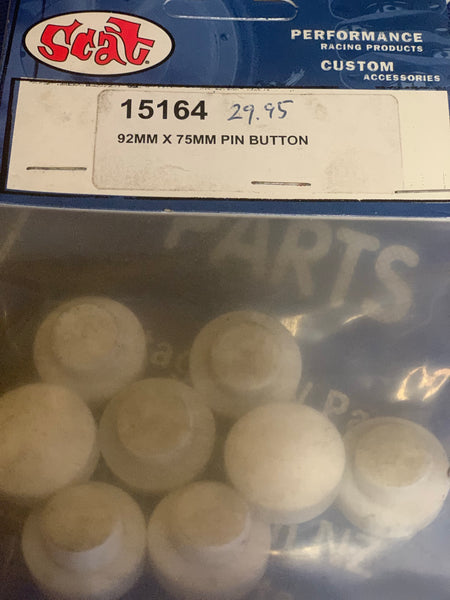 Scat
PERFORMANCE
RACING PRODUCTS
CUSTOM
ACCESSORIES
15164 29.95
92MM X 75MM PIN BUTTON
PARTS